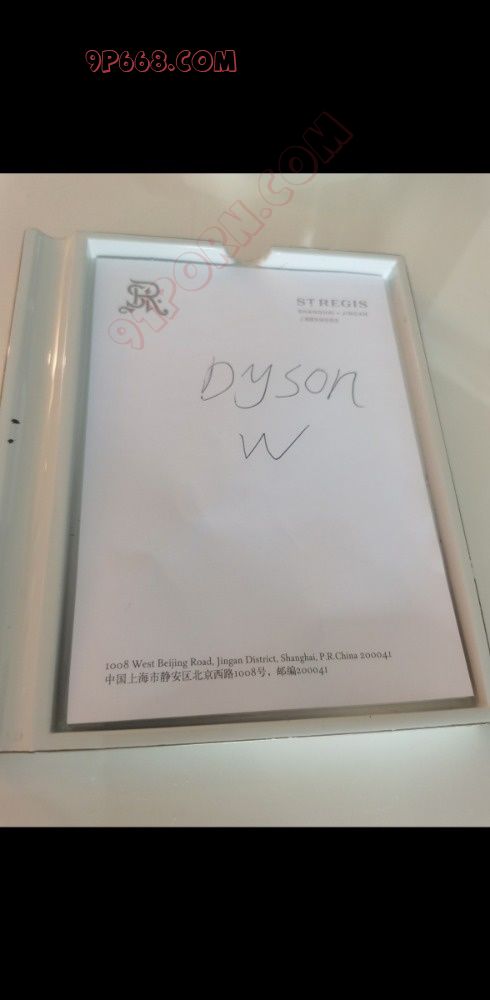 9P668.COM
91PORN.COM
ST REGIS
SHANGHAI • JINGAN
Dyson
W
1008 West Beijing Road, Jingan District, Shanghai, P.R.China 200041
中国上海市静安区北京西路1008号，邮编200041